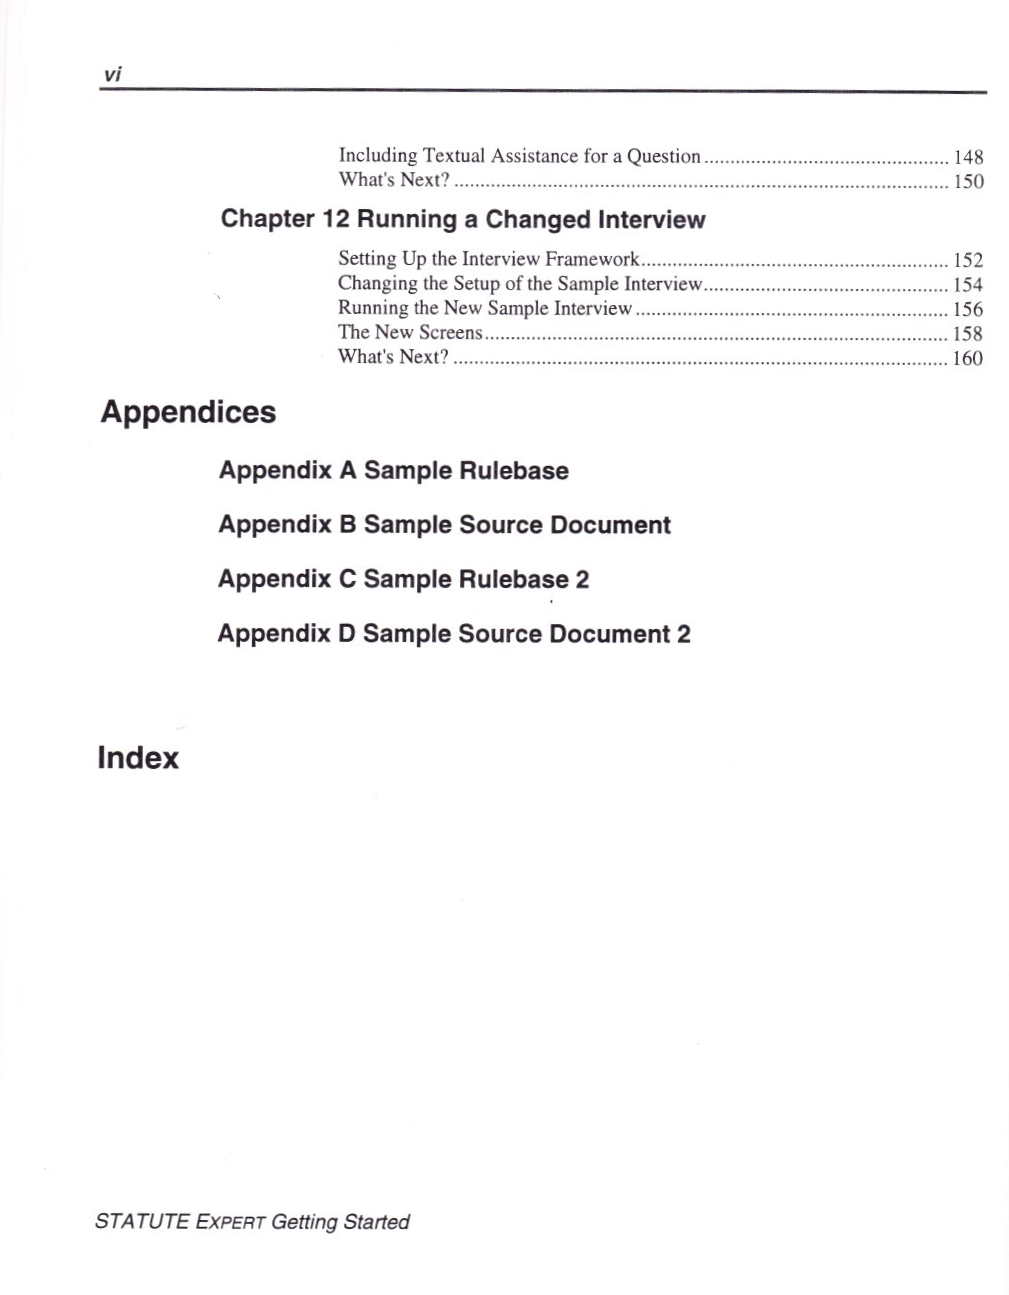 vi
Including Textual Assistance for a Question ............................................... 148
What's Next? ............................................................................................... 150
Chapter 12 Running a Changed Interview
Setting Up the Interview Framework........................................................... 152
Changing the Setup of the Sample Interview............................................... 154
Running the New Sample Interview ............................................................ 156
The New Screens......................................................................................... 158
What's Next? ............................................................................................... 160
Appendices
Appendix A Sample Rulebase
Appendix B Sample Source Document
Appendix C Sample Rulebase 2
Appendix D Sample Source Document 2
Index
STATUTE EXPERT Getting Started